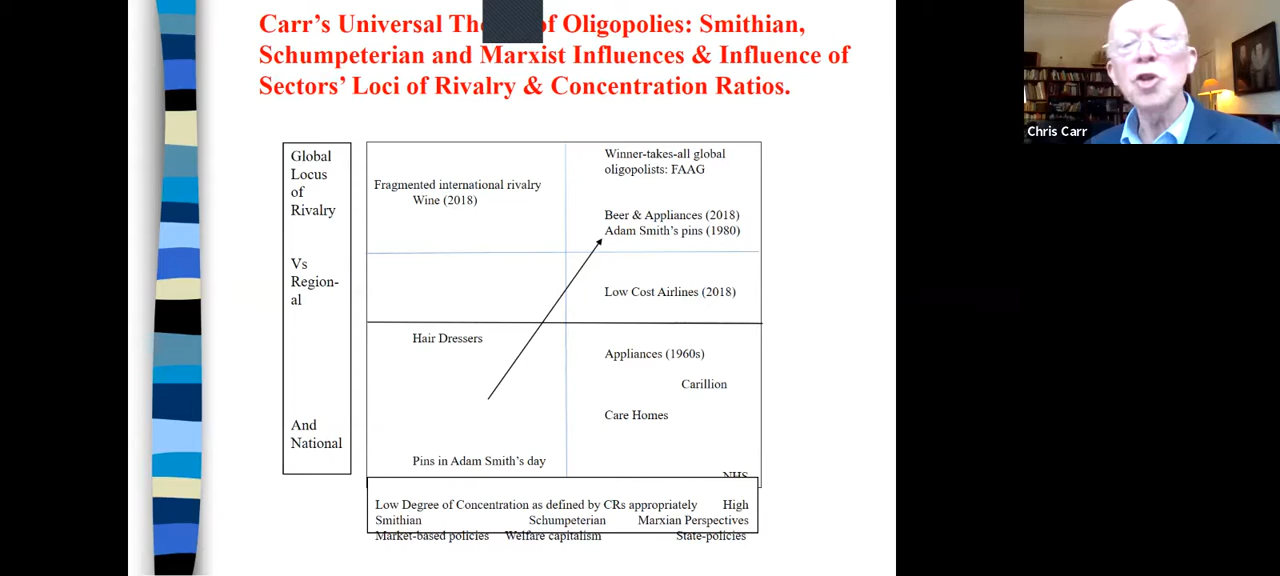 Carr's Universal The of Oligopolies: Smithian,
Schumpeterian and Marxist Influences & Influence of
Sectors' Loci of Rivalry & Concentration Ratios.
Chris Carr
Global
Locus
of
Rivalry
Vs
Region-
al
And
National
Winner-takes-all global
oligopolists: FAAG
Fragmented international rivalry
Wine (2018)
Beer & Appliances (2018)
Adam Smith's pins (1980)
Low Cost Airlines (2018)
Hair Dressers
Appliances (1960s)
Carillion
Care Homes
Pins in Adam Smith's day
NHS
Low Degree of Concentration as defined by CRs appropriately High
Smithian Schumpeterian Marxian Perspectives
Market-based policies Welfare capitalism State-policies